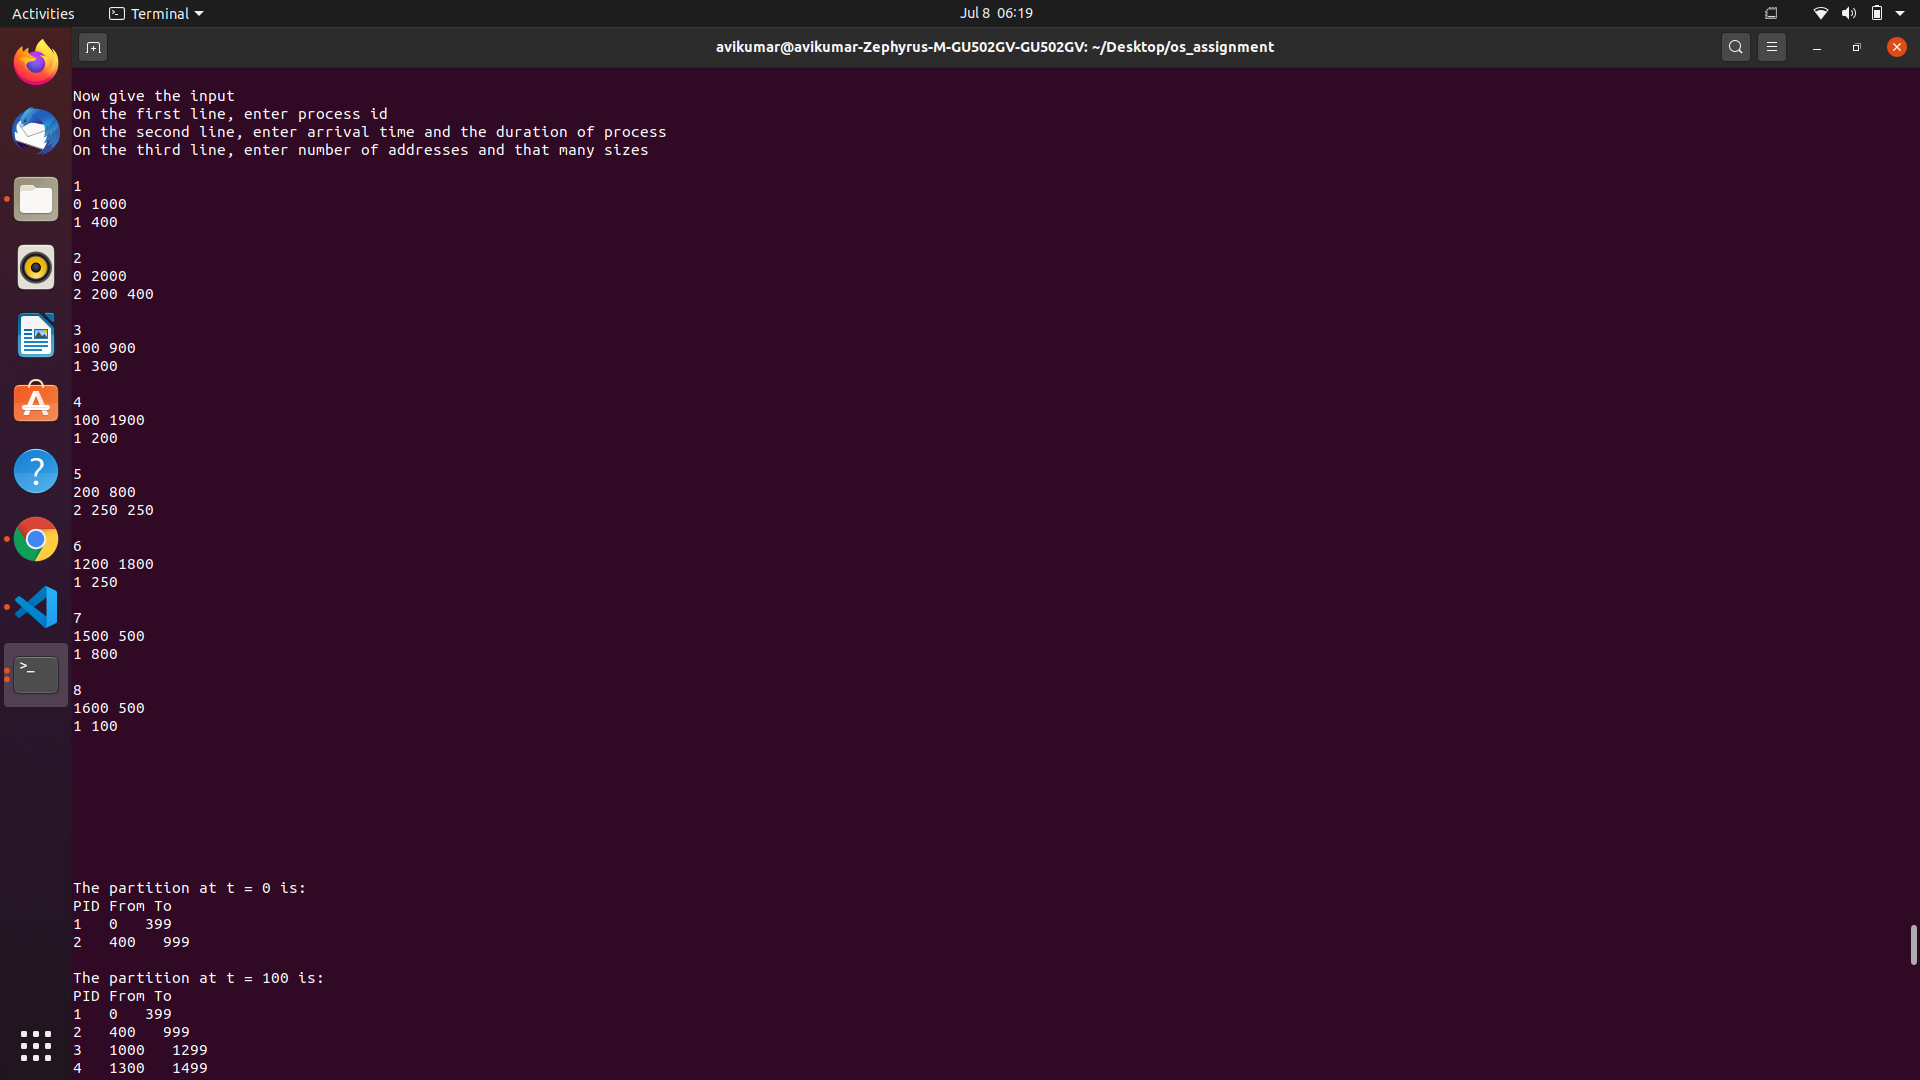 Activities
Terminal
Jul 8 06:19
avikumar@avikumar-Zephyrus-M-GU502GV-GU502GV: ~/Desktop/os_assignment
Now give the input
On the first line, enter process id
On the second line, enter arrival time and the duration of process
On the third line, enter number of addresses and that many sizes
1
0 1000
1 400
2
0 2000
2 200 400
3
100 900
1 300
4
100 1900
1 200
5
200 800
2 250 250
6
1200 1800
1 250
7
1500 500
1 800
8
1600 500
1 100
The partition at t = 0 is:
PID From To
1 0 399
2 400 999
The partition at t = 100 is:
PID From To
1 0 399
2 400 999
3 1000 1299
4 1300 1499